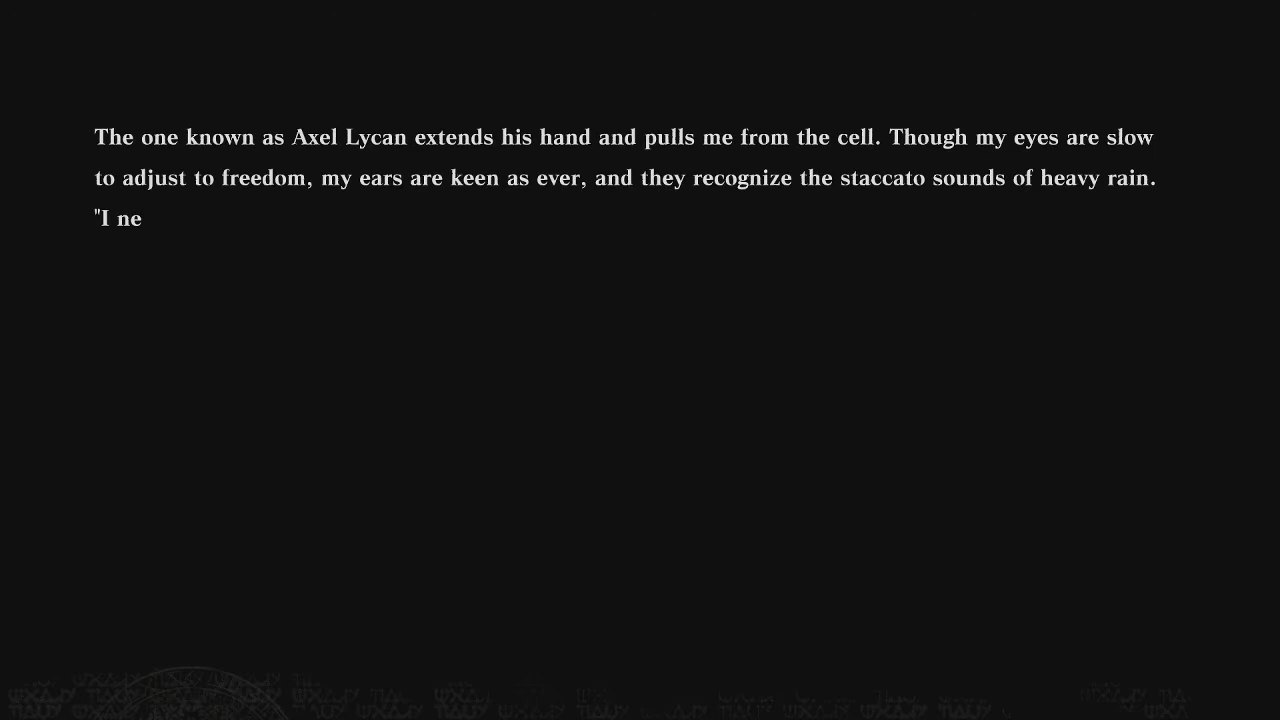 The one known as Axel Lycan extends his hand and pulls me from the cell. Though my eyes are slow
to adjust to freedom, my ears are keen as ever, and they recognize the staccato sounds of heavy rain.
"I ne